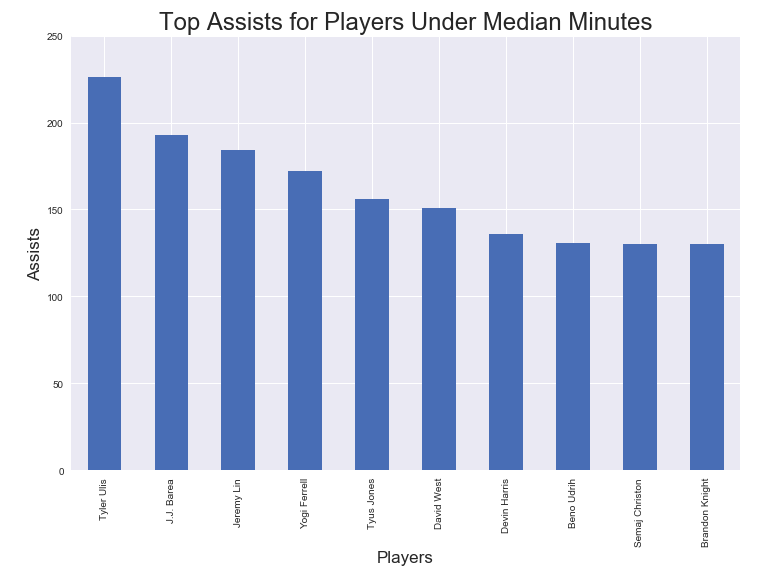 Top Assists for Players Under Median Minutes
250
200
150
100
50
0
Assists
Tyler Ulis
J.J. Barea
Jeremy Lin
Yogi Ferrell
Tyus Jones
David West
Devin Harris
Beno Udrih
Semaj Christon
Brandon Knight
Players